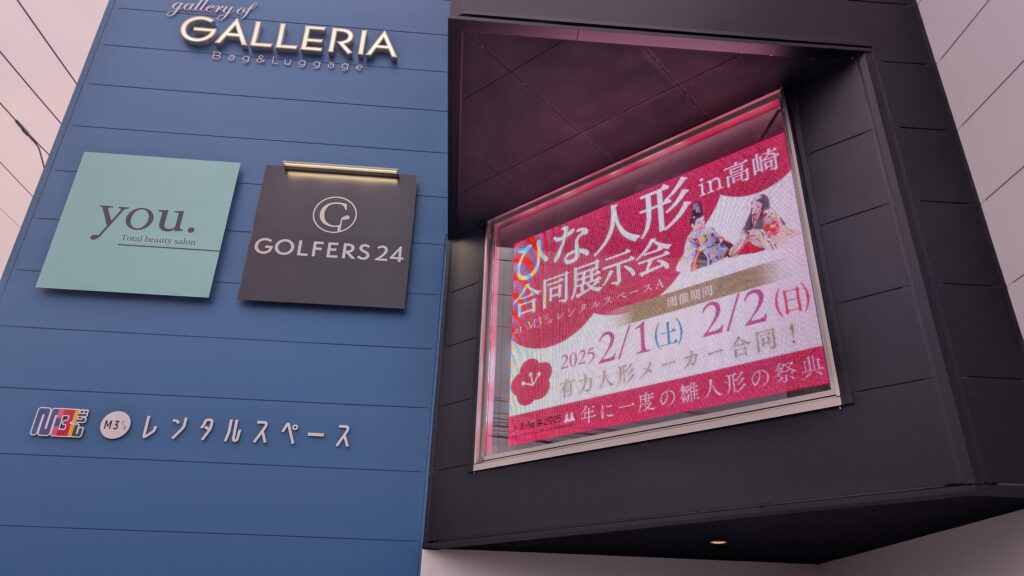 gallery of
GALLERIA
Bag&Luggage
you.
Total beauty salon
G
GOLFERS 24
M3
レンタルスペース
ひな人形 in高崎
合同展示会
M3 レンタルスペースA
開催期間
2025 2/1(土) 2/2(日)
有力人形メーカー合同!
年に一度の雛人形の祭典